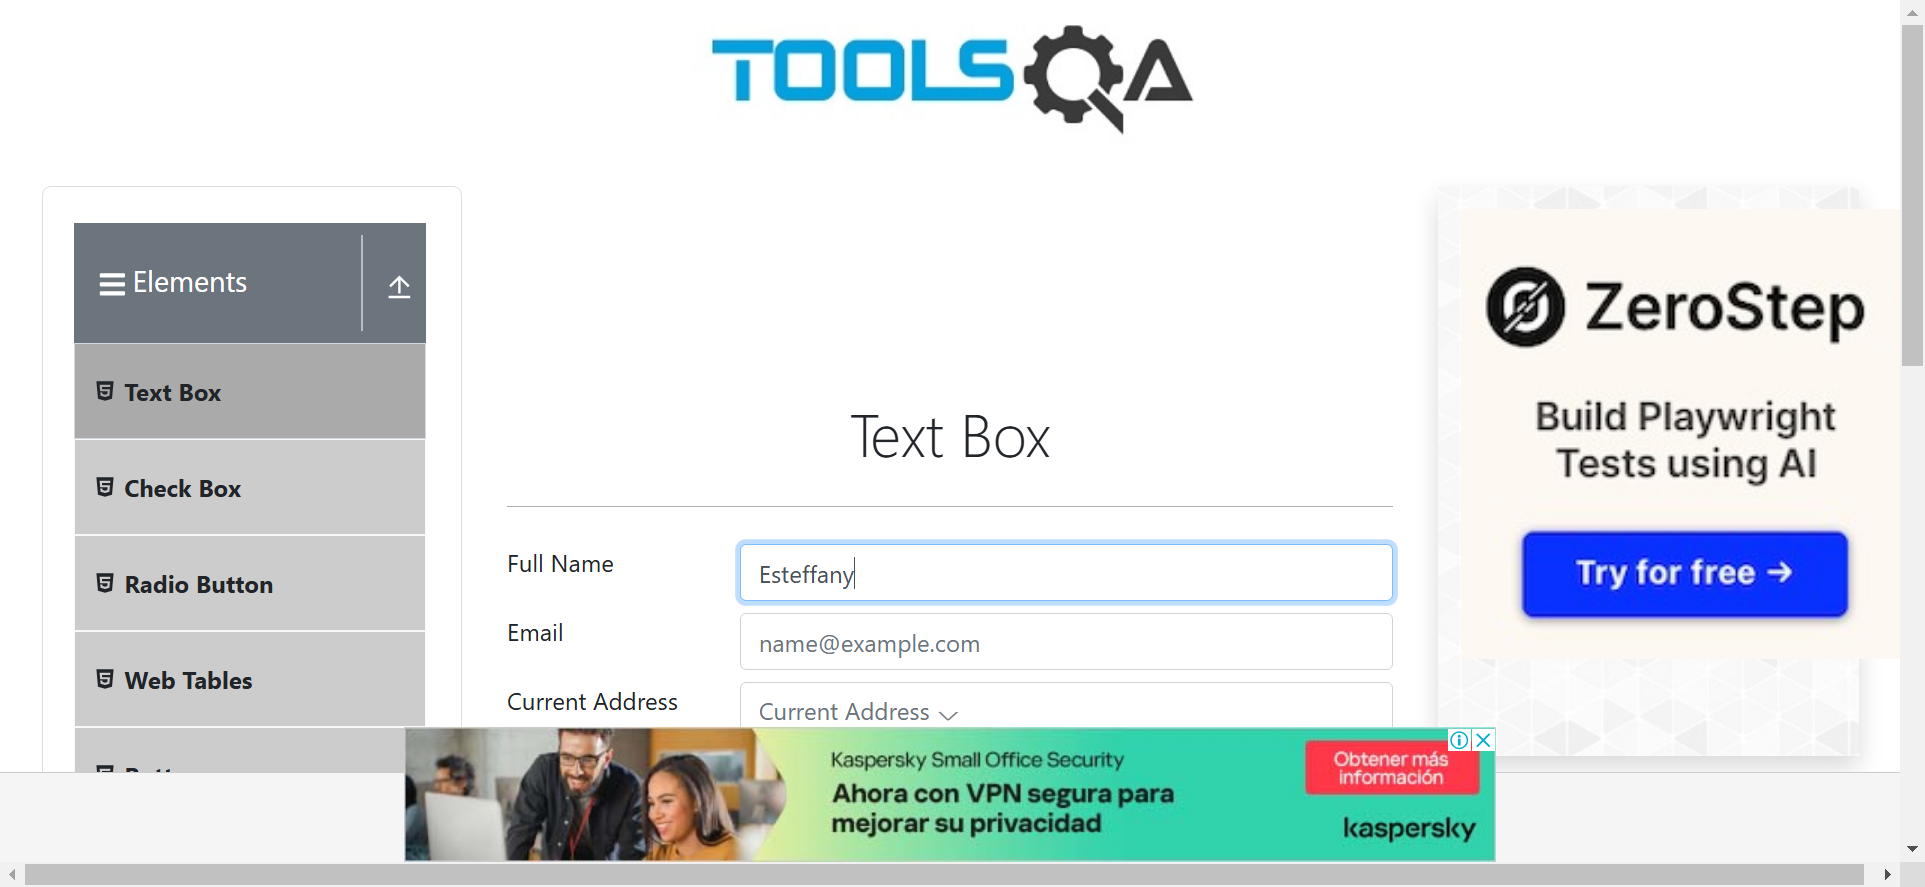 TOOLSQA
Elements
Text Box
Check Box
Radio Button
Web Tables
Text Box
Full Name
Esteffany
Email
name@example.com
Current Address
Current Address
ZeroStep
Build Playwright
Tests using AI
Try for free →
Kaspersky Small Office Security
Ahora con VPN segura para
mejorar su privacidad
Obtener más
información
kaspersky